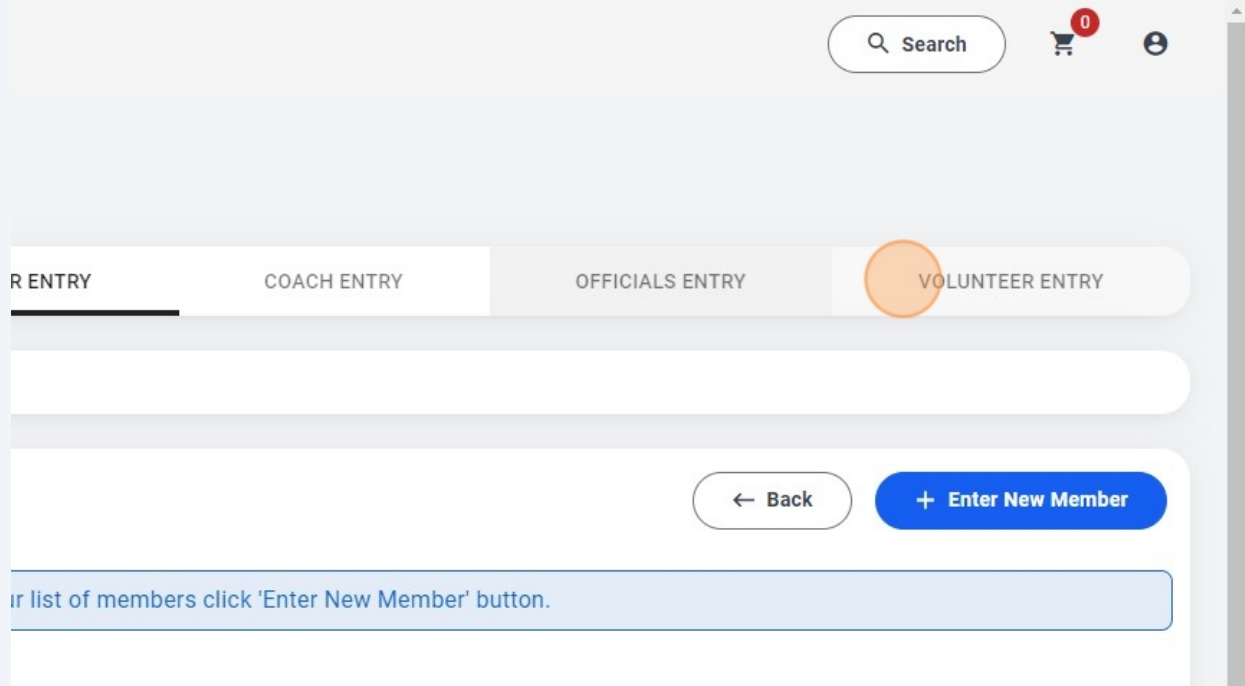 0
Search
R ENTRY COACH ENTRY OFFICIALS ENTRY VOLUNTEER ENTRY
← Back + Enter New Member
ur list of members click 'Enter New Member' button.